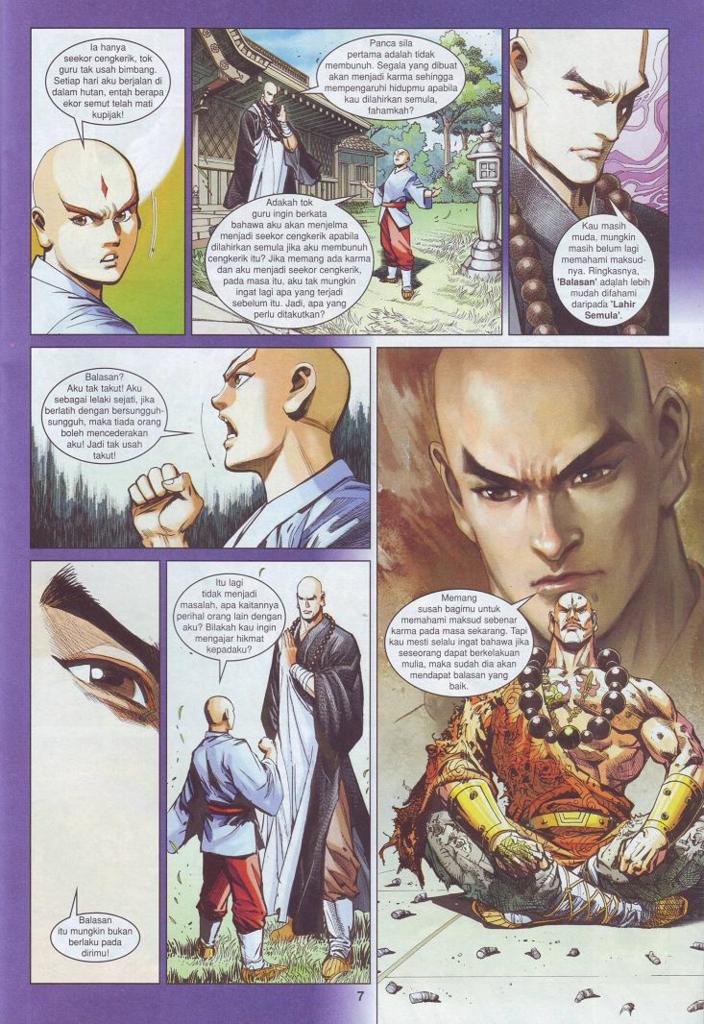 Ia hanya
seekor cengkerik, tok
guru tak usah bimbang.
Setiap hari aku berjalan di
dalam hutan, entah berapa
ekor semut telah mati
kupijak!
Panca sila
pertama adalah tidak
membunuh. Segala yang dibuat
akan menjadi karma sehingga
mempengaruhi hidupmu apabila
kau dilahirkan semula,
fahamkah?
Adakah tok
guru ingin berkata
bahawa aku akan menjelma
menjadi seekor cengkerik apabila
dilahirkan semula jika aku membunuh
cengkerik itu? Jika memang ada karma
dan aku menjadi seekor cengkerik,
pada masa itu, aku tak mungkin
ingat lagi apa yang terjadi
sebelum itu. Jadi, apa yang
perlu ditakutkan?
Kau masih
muda, mungkin
masih belum lagi
memahami maksud-
nya. Ringkasnya,
'Balasan' adalah lebih
mudah difahami
daripada 'Lahir
Semula'.
Balasan?
Aku tak takut! Aku
sebagai lelaki sejati, jika
berlatih dengan bersungguh-
sungguh, maka tiada orang
boleh mencederakan
aku! Jadi tak usah
takut!
Memang
susah bagimu untuk
memahami maksud sebenar
karma pada masa sekarang. Tapi
kau mesti selalu ingat bahawa jika
seseorang dapat berkelakuan
mulia, maka sudah dia akan
mendapat balasan yang
baik.
Balasan
itu mungkin bukan
berlaku pada
dirimu!
Itu lagi
tidak menjadi
masalah, apa kaitannya
perihal orang lain dengan
aku? Bilakah kau ingin
mengajar hikmat
kepadaku?
7